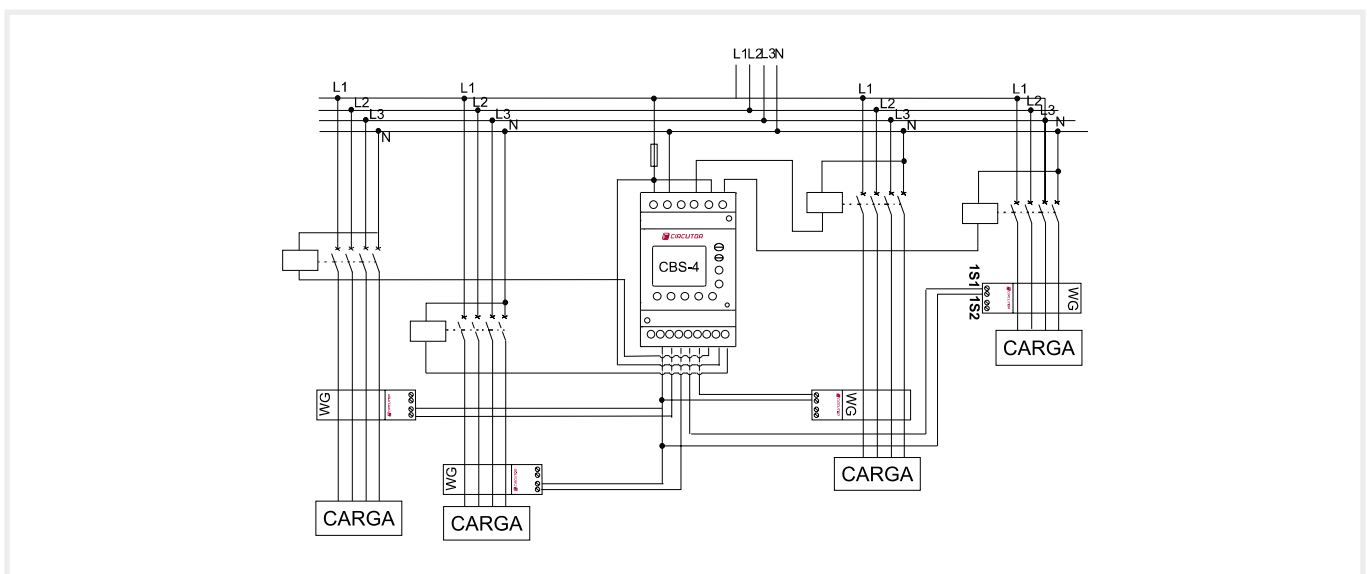 L1L2L3N
L1
L2
L3
N
L1
L2
L3
N
L1
L2
L3
N
L1
L2
L3
N
CIRCUTOR
CBS-4
1S1
1S2
WG
CARGA
WG
WG
CARGA
WG
CARGA
CARGA